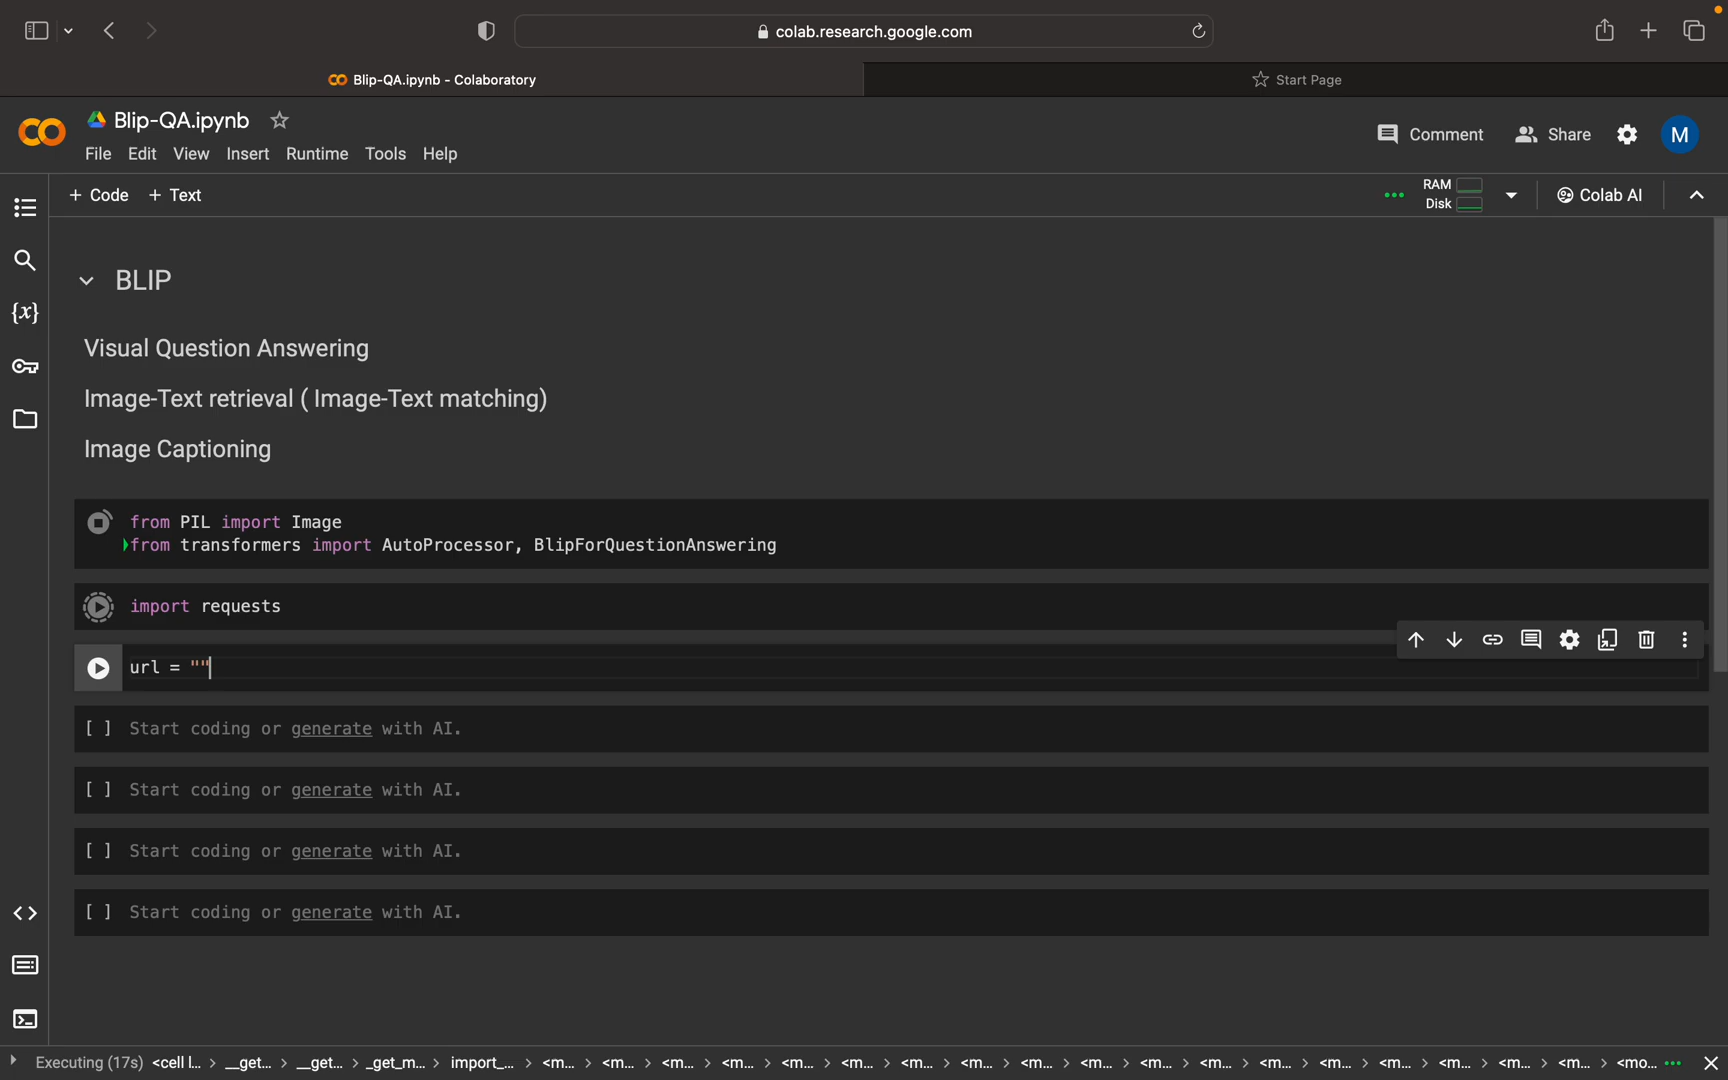 colab.research.google.com
Blip-QA.ipynb - Colaboratory
Start Page
Blip-QA.ipynb
File Edit View Insert Runtime Tools Help
Comment
Share
M
+ Code + Text
RAM
Disk
Colab AI
BLIP
Visual Question Answering
Image-Text retrieval ( Image-Text matching)
Image Captioning
from PIL import Image
from transformers import AutoProcessor, BlipForQuestionAnswering
import requests
url = ""
[ ] Start coding or generate with AI.
[ ] Start coding or generate with AI.
[ ] Start coding or generate with AI.
[ ] Start coding or generate with AI.
{x}
Executing (17s) <cell l... > __get... > __get... > _get_m... > import_... > <m... > <m... > <m... > <m... > <m... > <m... > <m... > <m... > <m... > <m... > <m... > <m... > <m... > <m... > <m... > <m... > <m... > <m... > <mo...